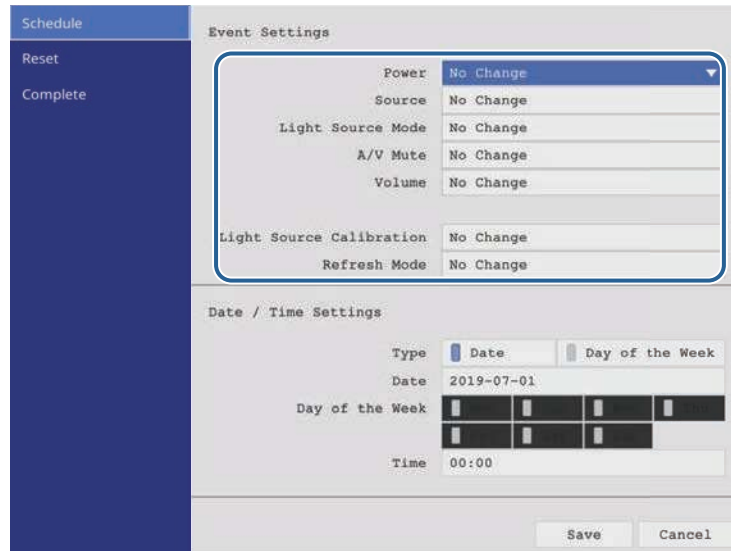 Schedule
Reset
Complete
Event Settings
Power No Change
Source No Change
Light Source Mode No Change
A/V Mute No Change
Volume No Change
Light Source Calibration No Change
Refresh Mode No Change
Date / Time Settings
Type Date Day of the Week
Date 2019-07-01
Day of the Week
Time 00:00
Save Cancel